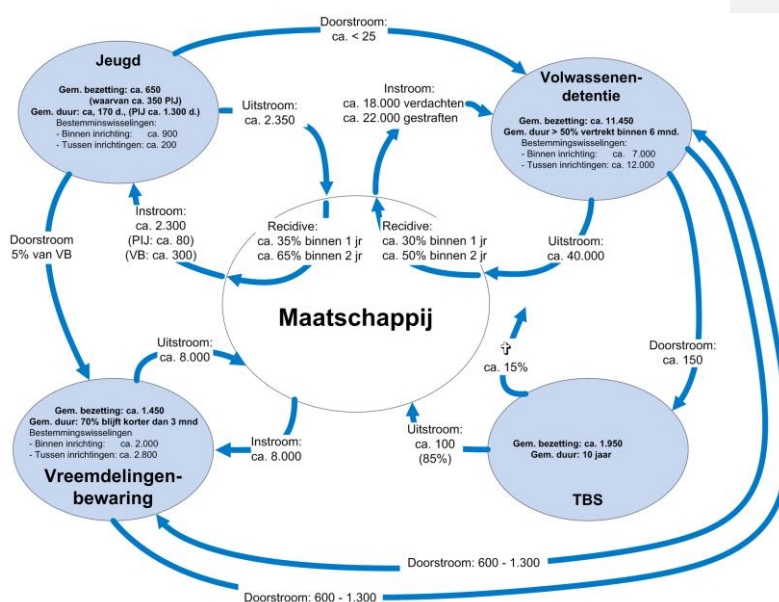 Doorstroom:
ca. < 25
Jeugd
Gem. bezetting: ca. 650
(waarvan ca. 350 PIJ)
Gem. duur: ca, 170 d., (PIJ ca. 1.300 d.)
Bestemminswisselingen:
- Binnen inrichting: ca. 900
- Tussen inrichtingen: ca. 200
Uitstroom:
ca. 2.350
Instroom:
ca. 18.000 verdachten
ca. 22.000 gestraften
Volwassenen-
detentie
Gem. bezetting: ca. 11.450
Gem. duur > 50% vertrekt binnen 6 mnd.
Bestemmingswisselingen:
- Binnen inrichting: ca. 7.000
- Tussen inrichtingen: ca. 12.000
Doorstroom
5% van VB
Instroom:
ca. 2.300
(PIJ: ca. 80)
(VB: ca. 300)
Recidive:
ca. 35% binnen 1 jr
ca. 65% binnen 2 jr
Recidive:
ca. 30% binnen 1 jr
ca. 50% binnen 2 jr
Uitstroom:
ca. 40.000
Maatschappij
Uitstroom:
ca. 8.000
✞
ca. 15%
Doorstroom:
ca. 150
Gem. bezetting: ca. 1.450
Gem. duur: 70% blijft korter dan 3 mnd
Bestemmingswisselingen
- Binnen inrichting: ca. 2.000
- Tussen inrichtingen: ca. 2.800
Vreemdelingen-
bewaring
Instroom:
ca. 8.000
Uitstroom:
ca. 100
(85%)
Gem. bezetting: ca. 1.950
Gem. duur: 10 jaar
TBS
Doorstroom: 600 - 1.300
Doorstroom: 600 - 1.300